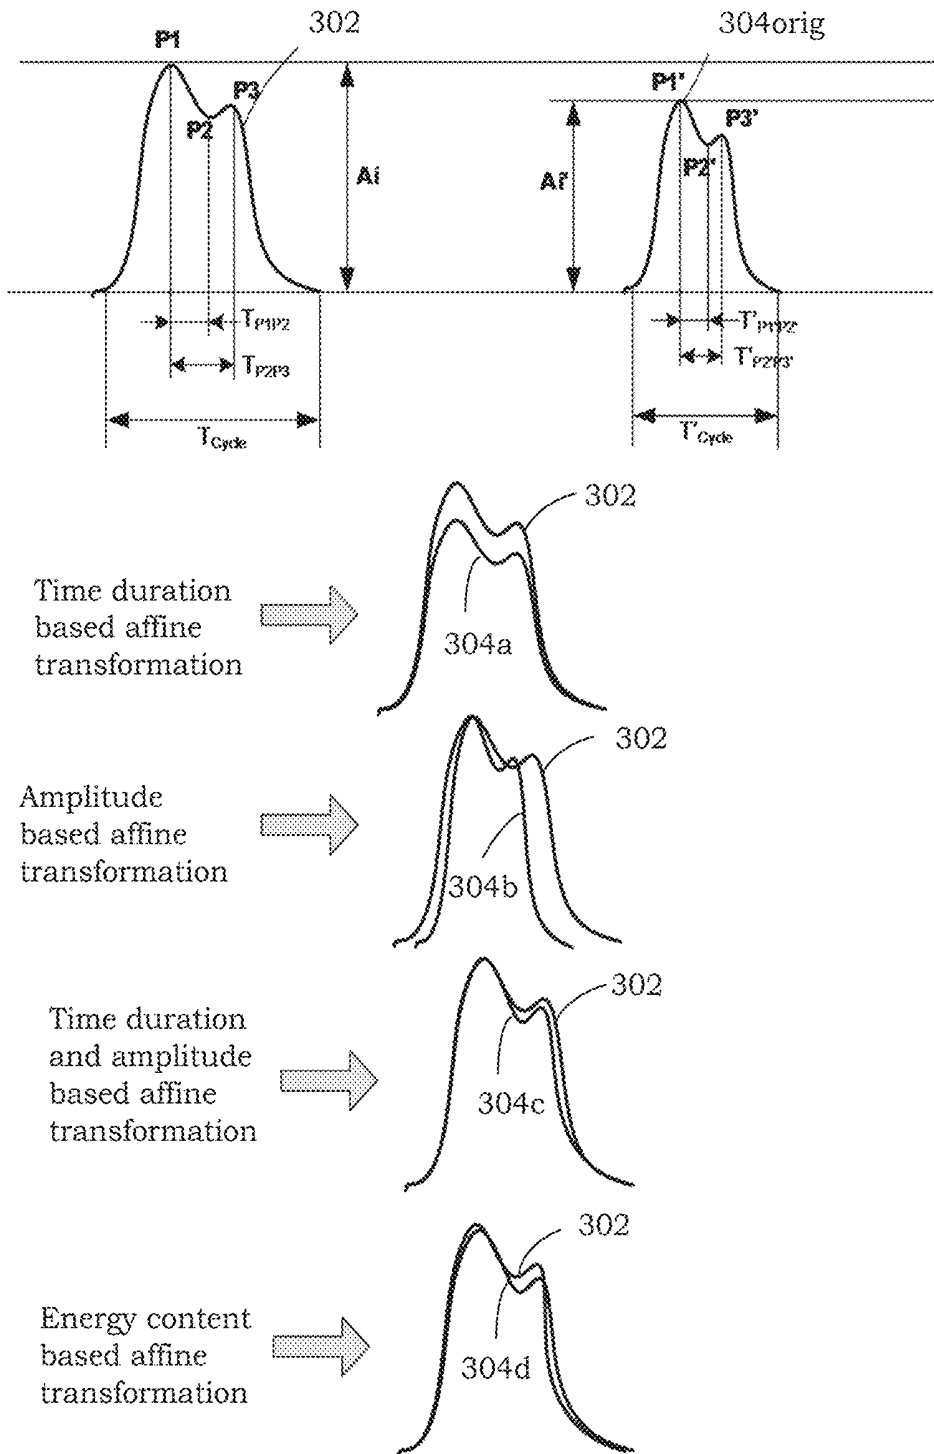 302
304orig
P1
P3
P2
Ai
P1'
P3'
P2'
Ai'
TP1P2
TP2P3
TCycle
T'P1'P2'
T'P2'P3'
T'Cycle
302
304a
Time duration
based affine
transformation
302
304b
Amplitude
based affine
transformation
302
304c
Time duration
and amplitude
based affine
transformation
302
304d
Energy content
based affine
transformation